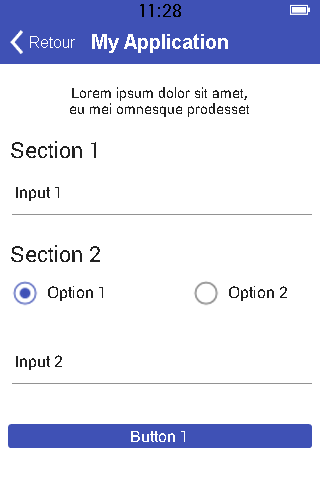 11:28
Retour My Application
Lorem ipsum dolor sit amet,
eu mei omnesque prodesset
Section 1
Input 1
Section 2
Option 1 Option 2
Input 2
Button 1